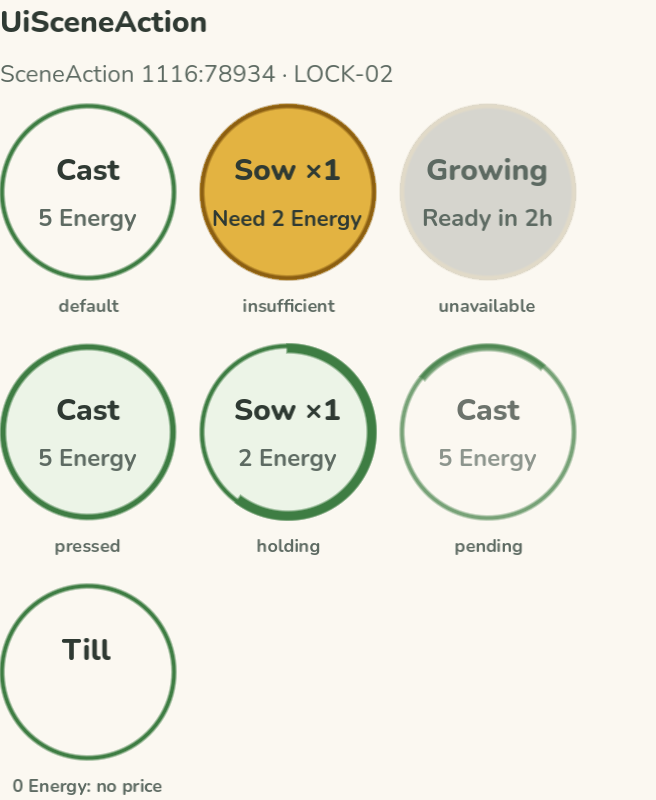 UiSceneAction
SceneAction 1116:78934 · LOCK-02
Cast
5 Energy
default
Sow ×1
Need 2 Energy
insufficient
Growing
Ready in 2h
unavailable
Cast
5 Energy
pressed
Sow ×1
2 Energy
holding
Cast
5 Energy
pending
Till
0 Energy: no price